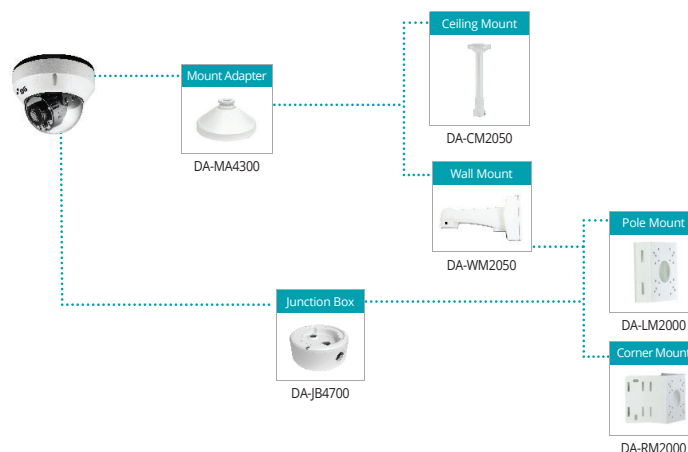 Ceiling Mount
DA-CM2050
Mount Adapter
DA-MA4300
Wall Mount
DA-WM2050
Pole Mount
DA-LM2000
Junction Box
DA-JB4700
Corner Mount
DA-RM2000